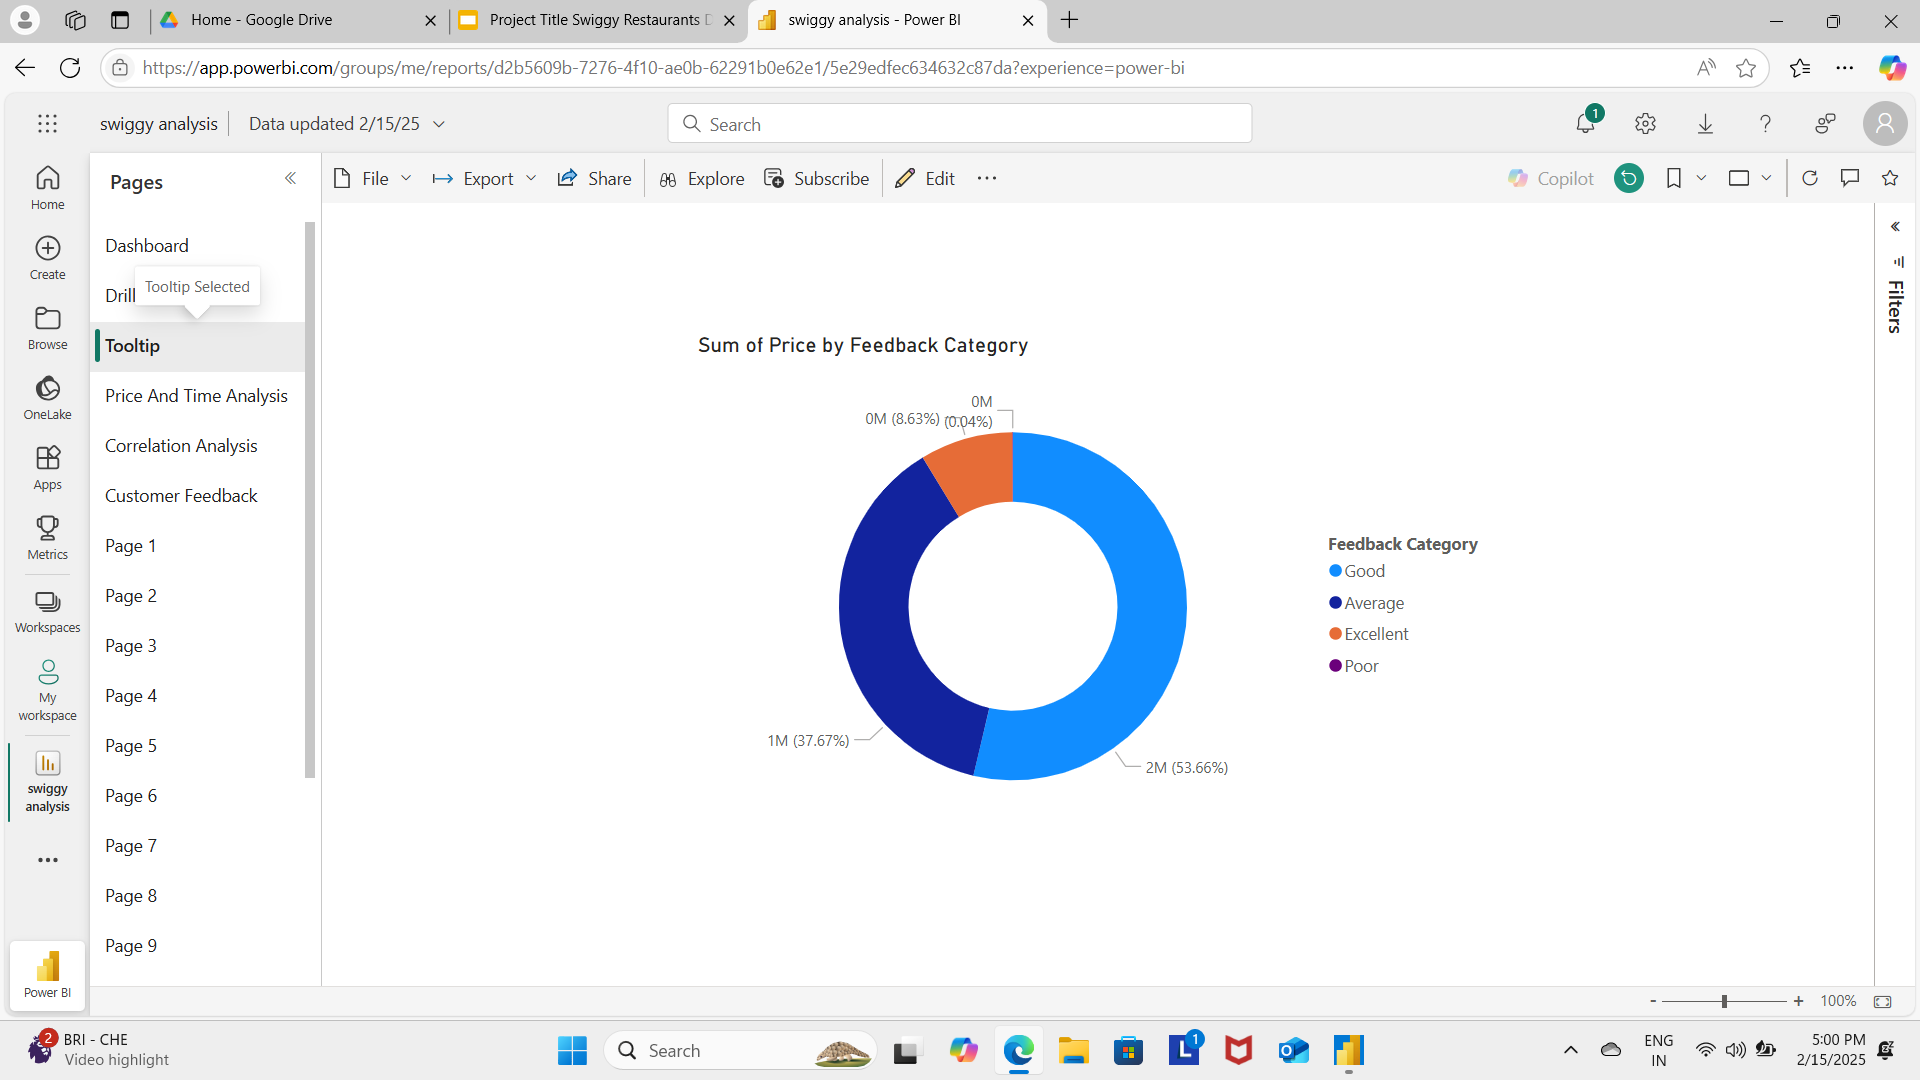 Home - Google Drive
Project Title Swiggy Restaurants D
swiggy analysis - Power BI
https://app.powerbi.com/groups/me/reports/d2b5609b-7276-4f10-ae0b-62291b0e62e1/5e29edfec634632c87da?experience=power-bi
swiggy analysis
Data updated 2/15/25
Search
1
Home
Create
Browse
OneLake
Apps
Metrics
Workspaces
My
workspace
swiggy
analysis
Power BI
Pages
Dashboard
Drill
Tooltip Selected
Tooltip
Price And Time Analysis
Correlation Analysis
Customer Feedback
Page 1
Page 2
Page 3
Page 4
Page 5
Page 6
Page 7
Page 8
Page 9
File
Export
Share
Explore
Subscribe
Edit
Copilot
Filters
Sum of Price by Feedback Category
0M
(0.04%)
0M (8.63%)
1M (37.67%)
2M (53.66%)
Feedback Category
Good
Average
Excellent
Poor
- + 100%
2
BRI - CHE
Video highlight
Search
L
1
ENG
IN
5:00 PM
2/15/2025